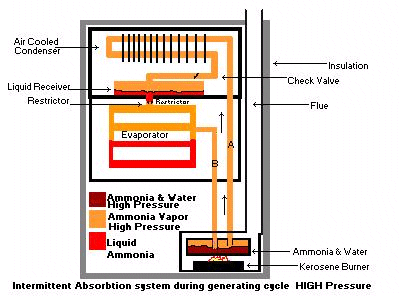 Air Cooled
Condenser
Insulation
Check Valve
Liquid Receiver
Restrictor
Restrictor
Flue
Evaporator
A
B
Ammonia & Water
High Pressure
Ammonia Vapor
High Pressure
Liquid
Ammonia
Ammonia & Water
Kerosene Burner
Intermittent Absorbtion system during generating cycle HIGH Pressure